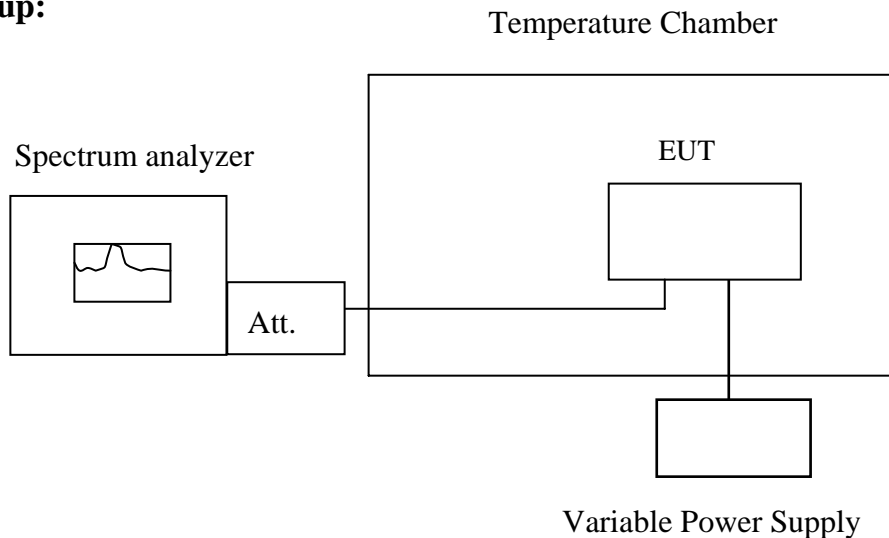 up:
Temperature Chamber
Spectrum analyzer
EUT
Att.
Variable Power Supply